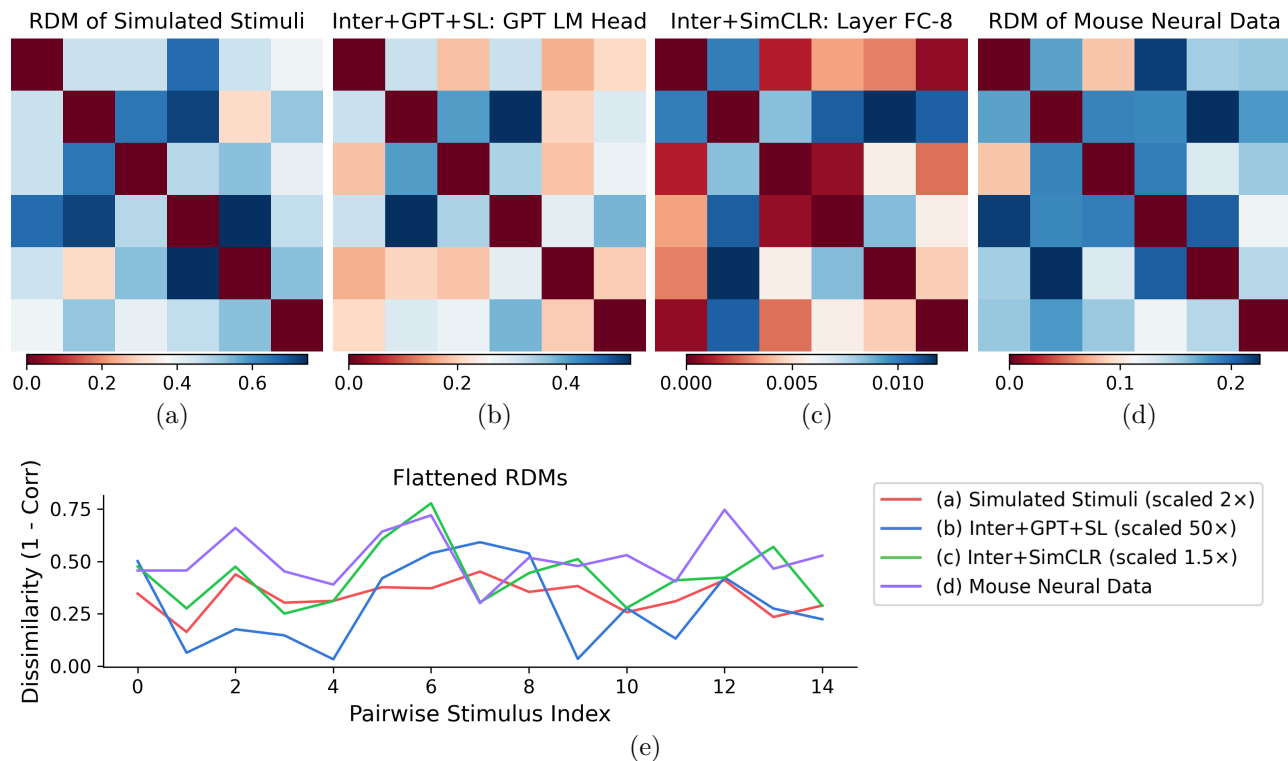 RDM of Simulated Stimuli
Inter+GPT+SL: GPT LM Head
Inter+SimCLR: Layer FC-8
RDM of Mouse Neural Data
0.0 0.2 0.4 0.6
0.0 0.2 0.4
0.000 0.005 0.010
0.0 0.1 0.2
(a)
(b)
(c)
(d)
Flattened RDMs
Dissimilarity (1 - Corr)
0.75
0.50
0.25
0.00
0 2 4 6 8 10 12 14
Pairwise Stimulus Index
(a) Simulated Stimuli (scaled 2×)
(b) Inter+GPT+SL (scaled 50×)
(c) Inter+SimCLR (scaled 1.5×)
(d) Mouse Neural Data
(e)